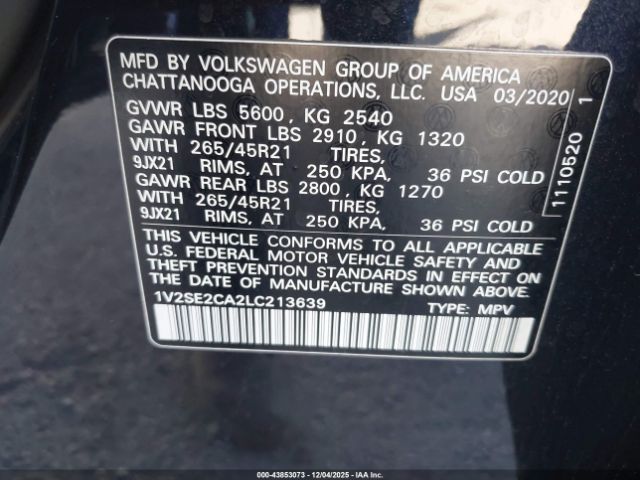 MFD BY VOLKSWAGEN GROUP OF AMERICA
CHATTANOOGA OPERATIONS, LLC. USA 03/2020
GVWR LBS 5600, KG 2540
GAWR FRONT LBS 2910, KG 1320
WITH 265/45R21 TIRES,
9JX21 RIMS, AT 250 KPA, 36 PSI COLD
GAWR REAR LBS 2800, KG 1270
WITH 265/45R21 TIRES,
9JX21 RIMS, AT 250 KPA, 36 PSI COLD
THIS VEHICLE CONFORMS TO ALL APPLICABLE
U.S. FEDERAL MOTOR VEHICLE SAFETY AND
THEFT PREVENTION STANDARDS IN EFFECT ON
THE DATE OF MANUFACTURE SHOWN ABOVE.
1V2SE2CA2LC213639 TYPE: MPV
1110520 1
000-43853073 - 12/04/2025 - IAAI.COM